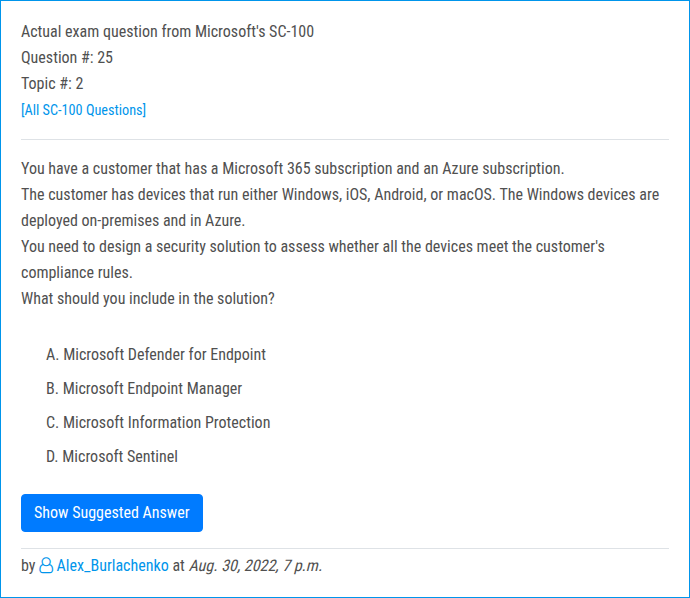 Actual exam question from Microsoft's SC-100
Question #: 25
Topic #: 2
[All SC-100 Questions]
You have a customer that has a Microsoft 365 subscription and an Azure subscription.
The customer has devices that run either Windows, iOS, Android, or macOS. The Windows devices are
deployed on-premises and in Azure.
You need to design a security solution to assess whether all the devices meet the customer's
compliance rules.
What should you include in the solution?
A. Microsoft Defender for Endpoint
B. Microsoft Endpoint Manager
C. Microsoft Information Protection
D. Microsoft Sentinel
Show Suggested Answer
by Alex_Burlachenko at Aug. 30, 2022, 7 p.m.